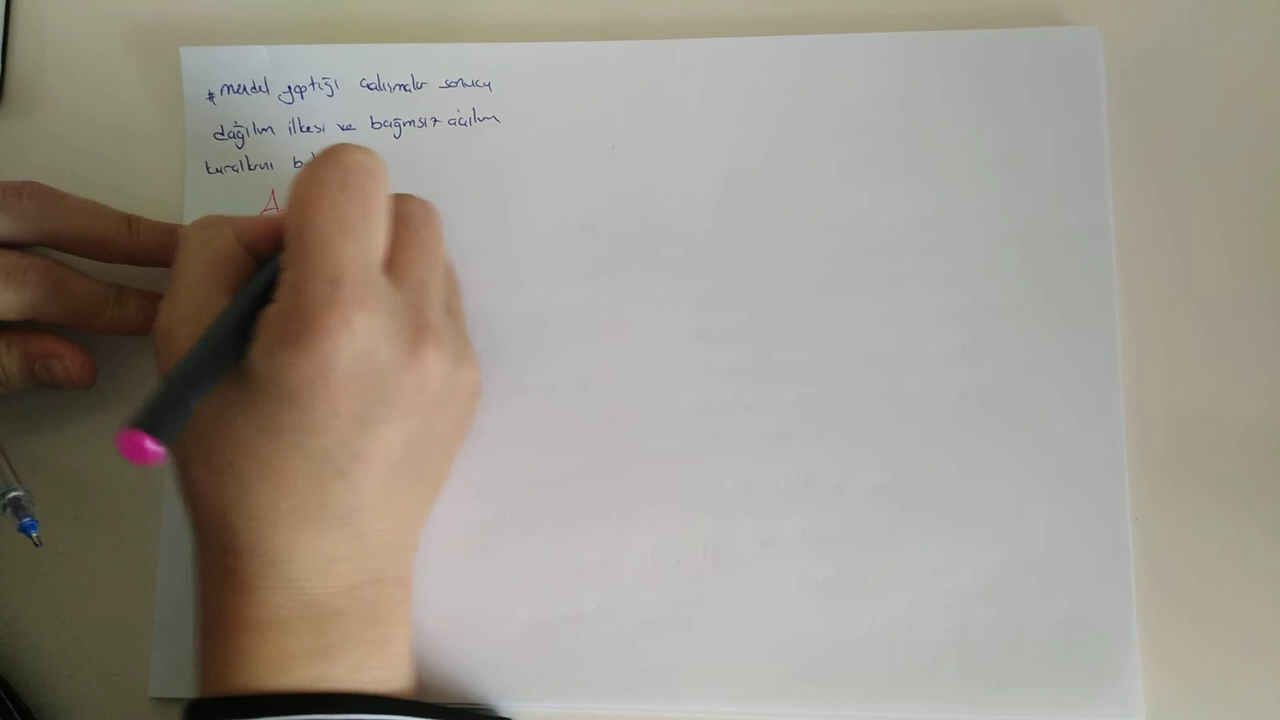 # mendel yaptığı çalışmalar sonucu
dağılım ilkesi ve bağımsız açılım
kurallarını
A